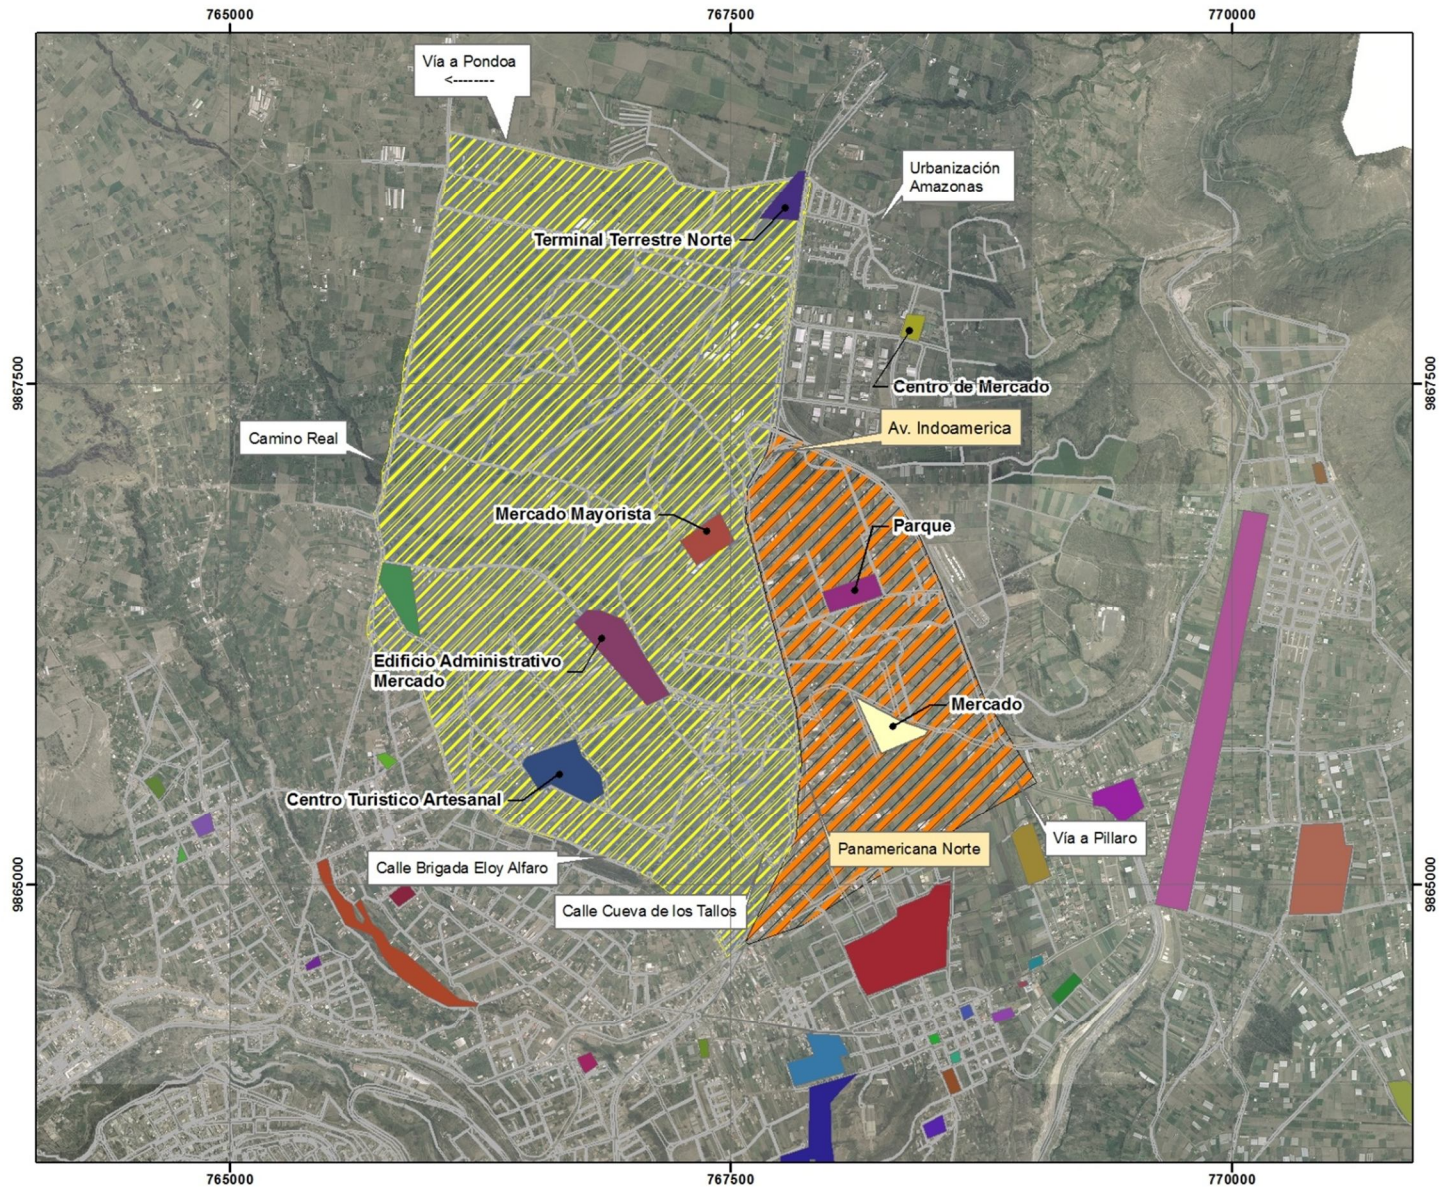 765000
767500
770000
Vía a Pondoa
<--------
Urbanización
Amazonas
Terminal Terrestre Norte
9867500
9867500
Centro de Mercado
Av. Indoamerica
Camino Real
Mercado Mayorista
Parque
Edificio Administrativo
Mercado
Mercado
Centro Turistico Artesanal
Vía a Pillaro
Panamericana Norte
Calle Brigada Eloy Alfaro
9865000
9865000
Calle Cueva de los Tallos
765000
767500
770000